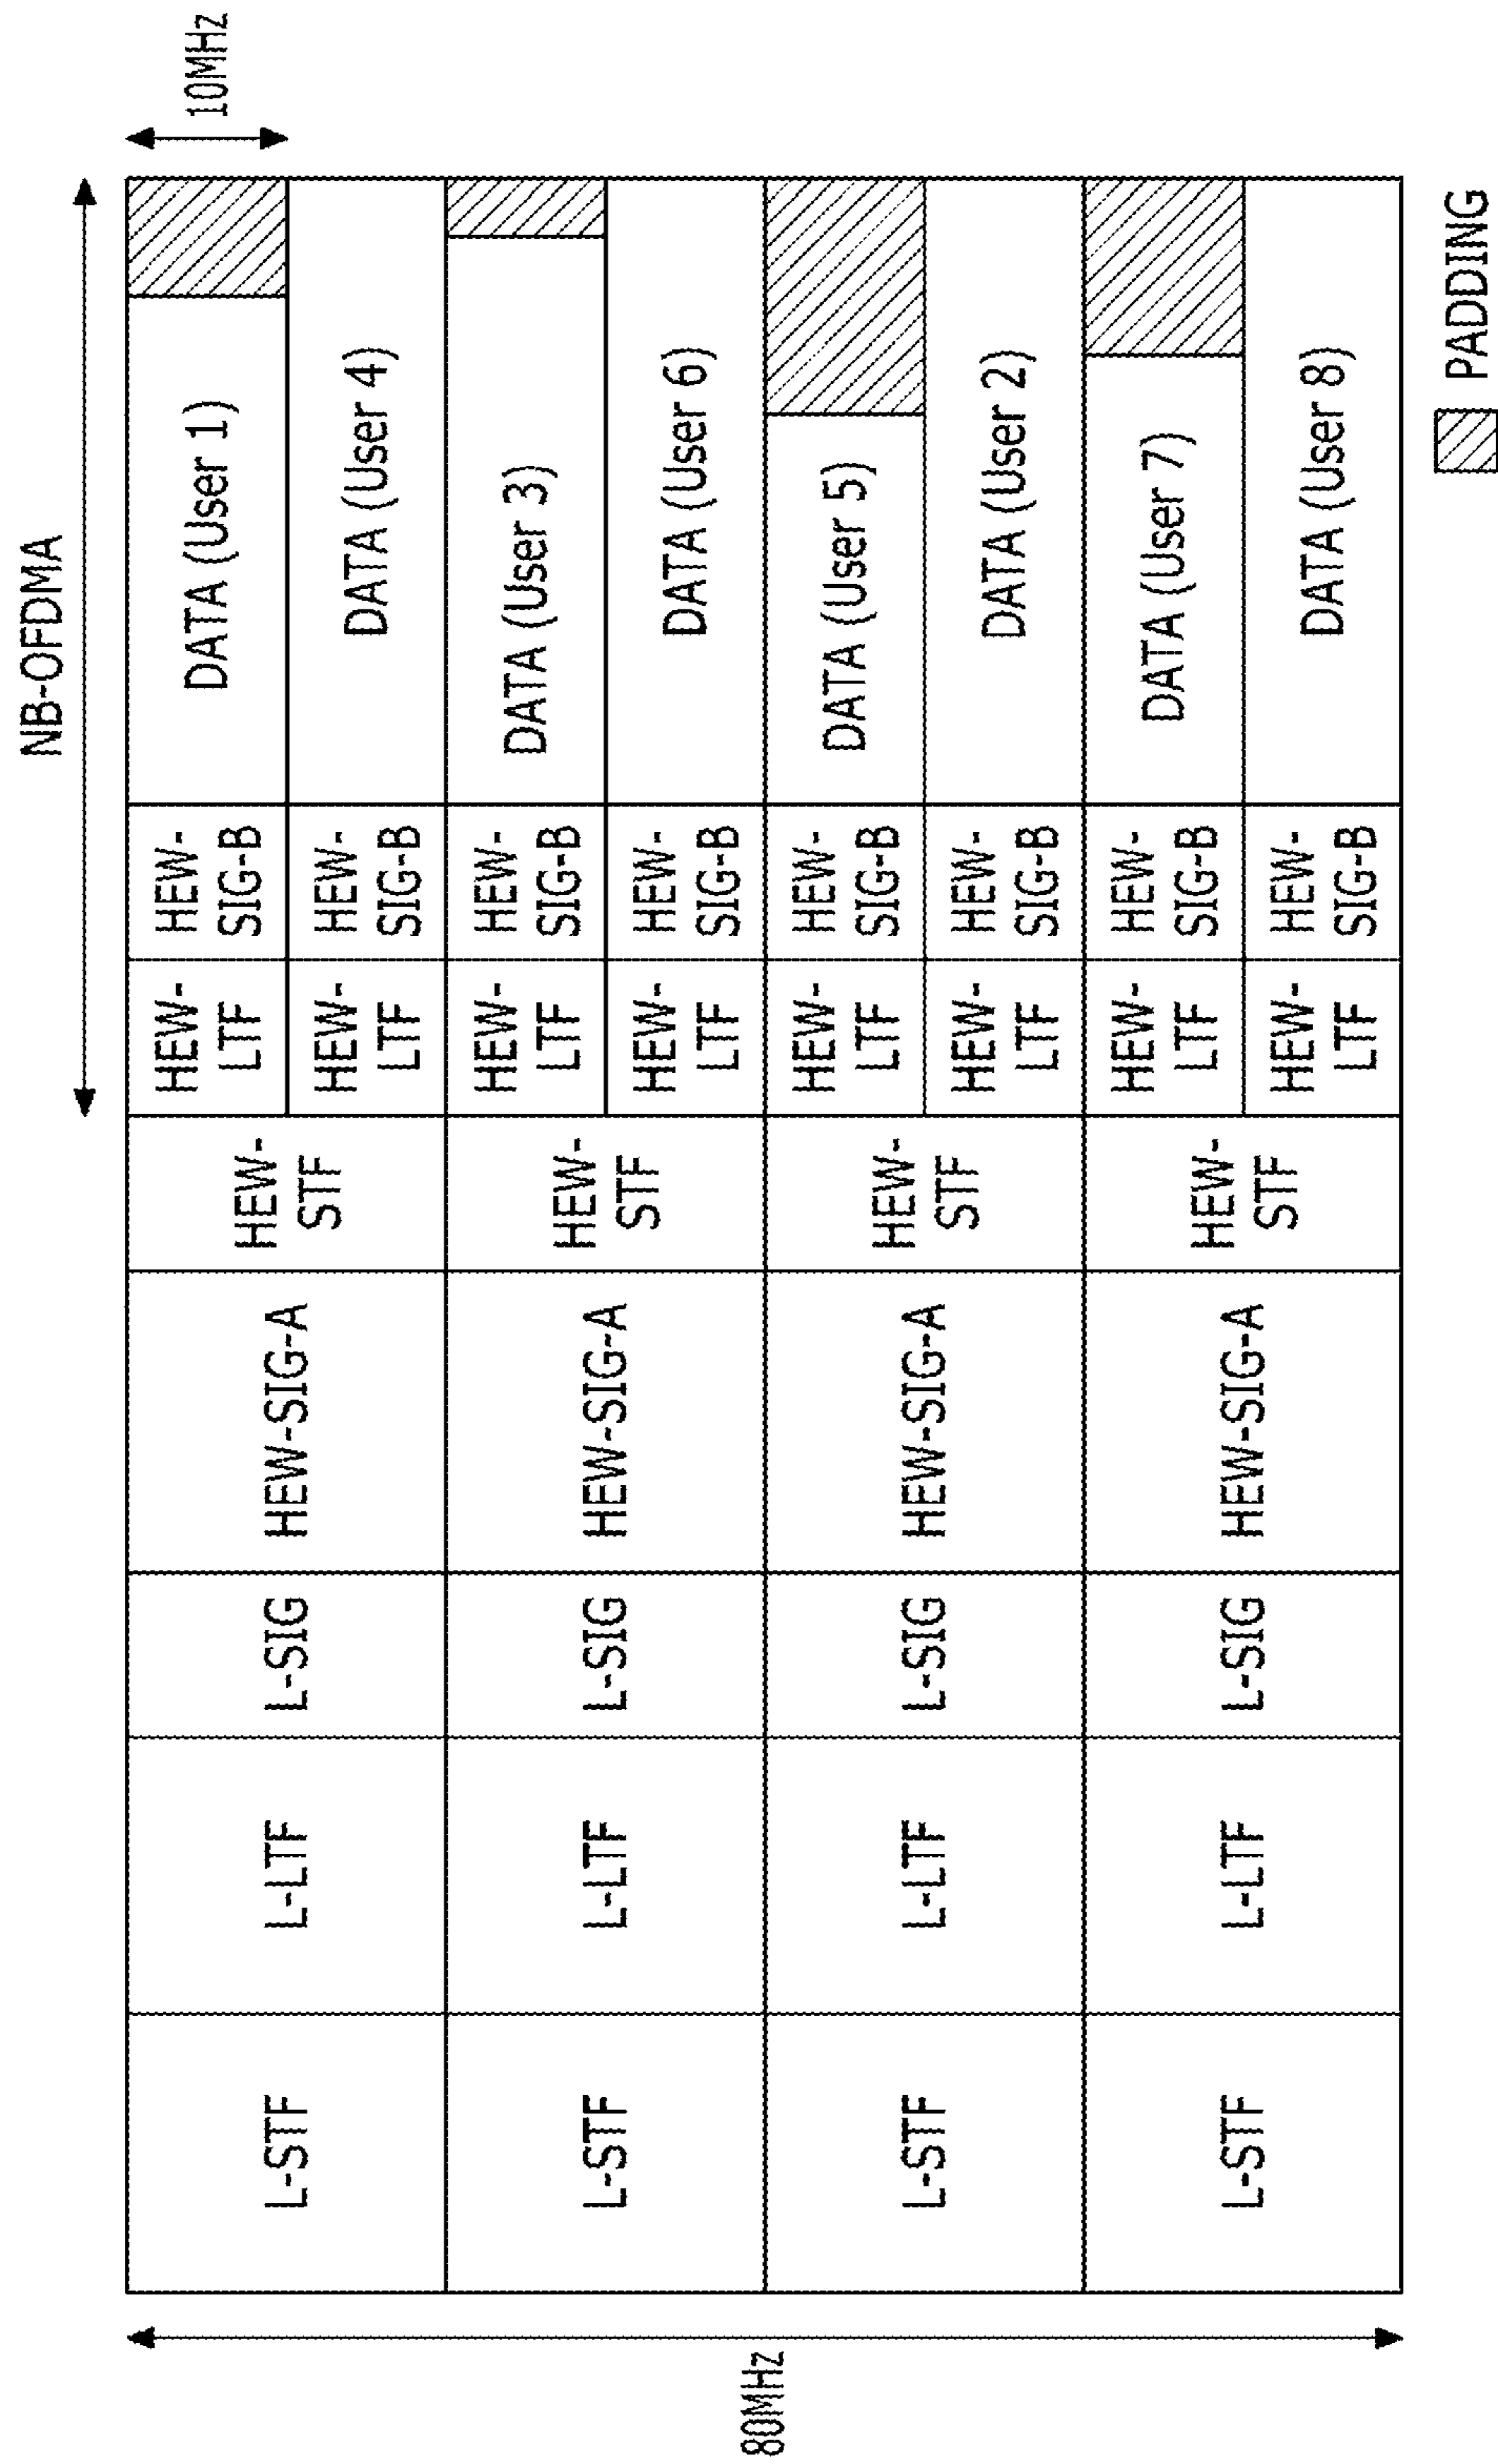 NB-OFDMA
80MHz
10MHz
L-STF
L-LTF
L-SIG
HEW-SIG-A
HEW-
STF
HEW-
LTF
HEW-
SIG-B
DATA (User 1)
HEW-
LTF
HEW-
SIG-B
DATA (User 4)
L-STF
L-LTF
L-SIG
HEW-SIG-A
HEW-
STF
HEW-
LTF
HEW-
SIG-B
DATA (User 3)
HEW-
LTF
HEW-
SIG-B
DATA (User 6)
L-STF
L-LTF
L-SIG
HEW-SIG-A
HEW-
STF
HEW-
LTF
HEW-
SIG-B
DATA (User 5)
HEW-
LTF
HEW-
SIG-B
DATA (User 2)
L-STF
L-LTF
L-SIG
HEW-SIG-A
HEW-
STF
HEW-
LTF
HEW-
SIG-B
DATA (User 7)
HEW-
LTF
HEW-
SIG-B
DATA (User 8)
PADDING